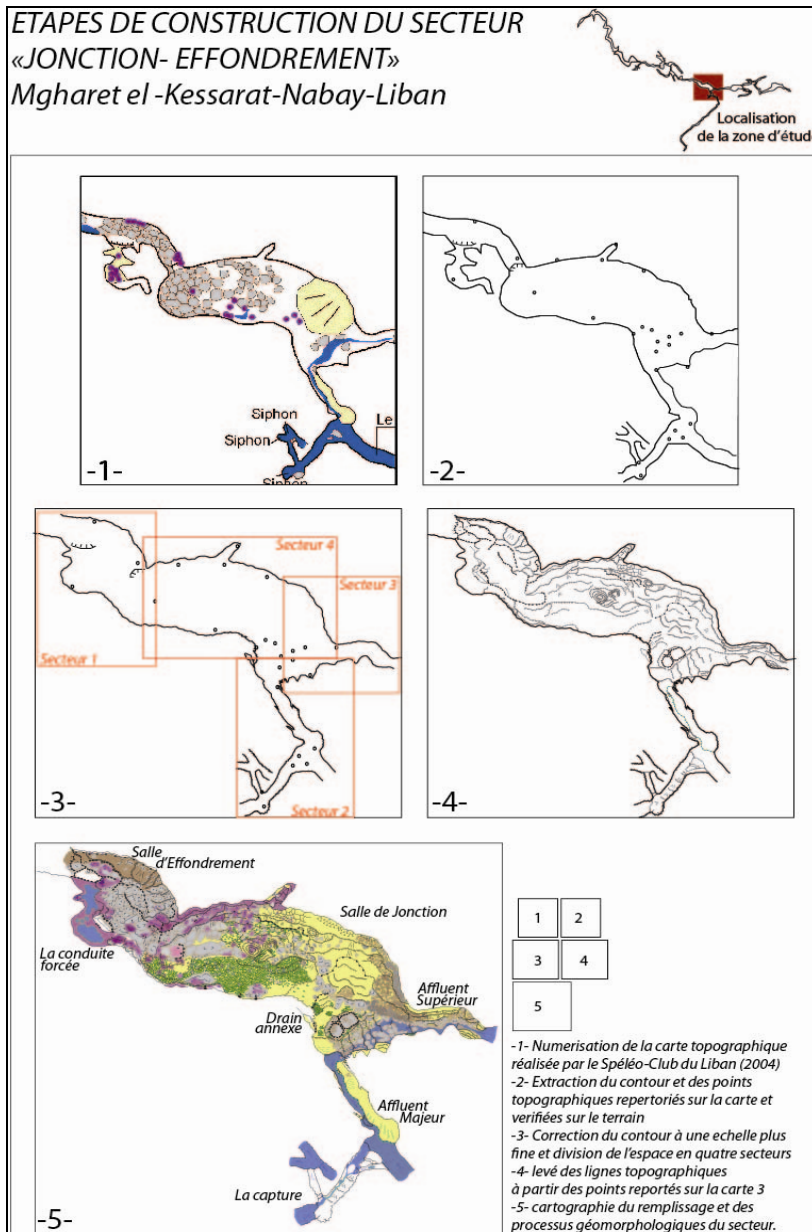 ETAPES DE CONSTRUCTION DU SECTEUR
«JONCTION- EFFONDREMENT»
Mgharet el -Kessarat-Nabay-Liban
Localisation
de la zone d'étud
Siphon
Siphon
Siphon
Le
-1-
-2-
Secteur 4
Secteur 3
Secteur 1
Secteur 2
-3-
-4-
Salle
d'Effondrement
Salle de Jonction
La conduite
forcée
Affluent
Supérieur
Drain
annexe
Affluent
Majeur
La capture
-5-
1 2
3 4
5
-1- Numerisation de la carte topographique
réalisée par le Spéléo-Club du Liban (2004)
-2- Extraction du contour et des points
topographiques repertoriés sur la carte et
verifiées sur le terrain
-3- Correction du contour à une echelle plus
fine et division de l'espace en quatre secteurs
-4- levé des lignes topographiques
à partir des points reportés sur la carte 3
-5- cartographie du remplissage et des
processus géomorphologiques du secteur.